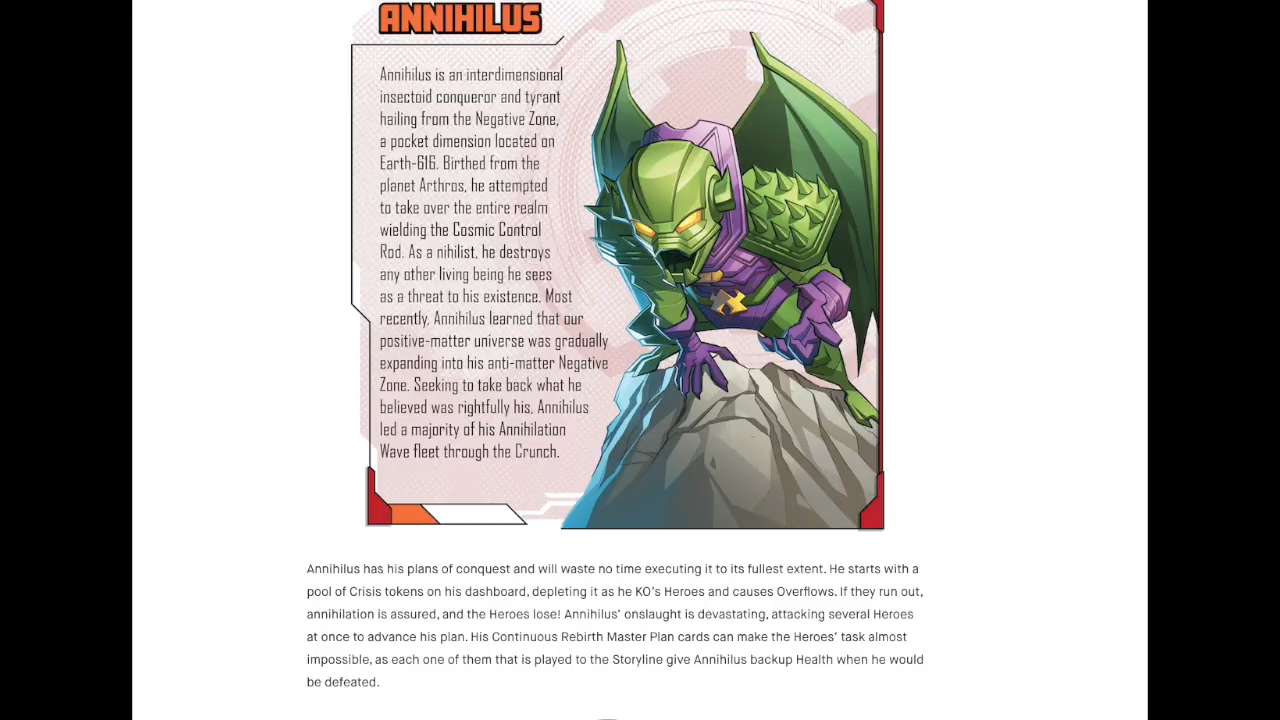 ANNIHILUS
Annihilus is an interdimensional
insectoid conqueror and tyrant
hailing from the Negative Zone,
a pocket dimension located on
Earth-616. Birthed from the
planet Arthros, he attempted
to take over the entire realm
wielding the Cosmic Control
Rod. As a nihilist, he destroys
any other living being he sees
as a threat to his existence. Most
recently, Annihilus learned that our
positive-matter universe was gradually
expanding into his anti-matter Negative
Zone. Seeking to take back what he
believed was rightfully his, Annihilus
led a majority of his Annihilation
Wave fleet through the Crunch.
Annihilus has his plans of conquest and will waste no time executing it to its fullest extent. He starts with a
pool of Crisis tokens on his dashboard, depleting it as he KO's Heroes and causes Overflows. If they run out,
annihilation is assured, and the Heroes lose! Annihilus' onslaught is devastating, attacking several Heroes
at once to advance his plan. His Continuous Rebirth Master Plan cards can make the Heroes' task almost
impossible, as each one of them that is played to the Storyline give Annihilus backup Health when he would
be defeated.